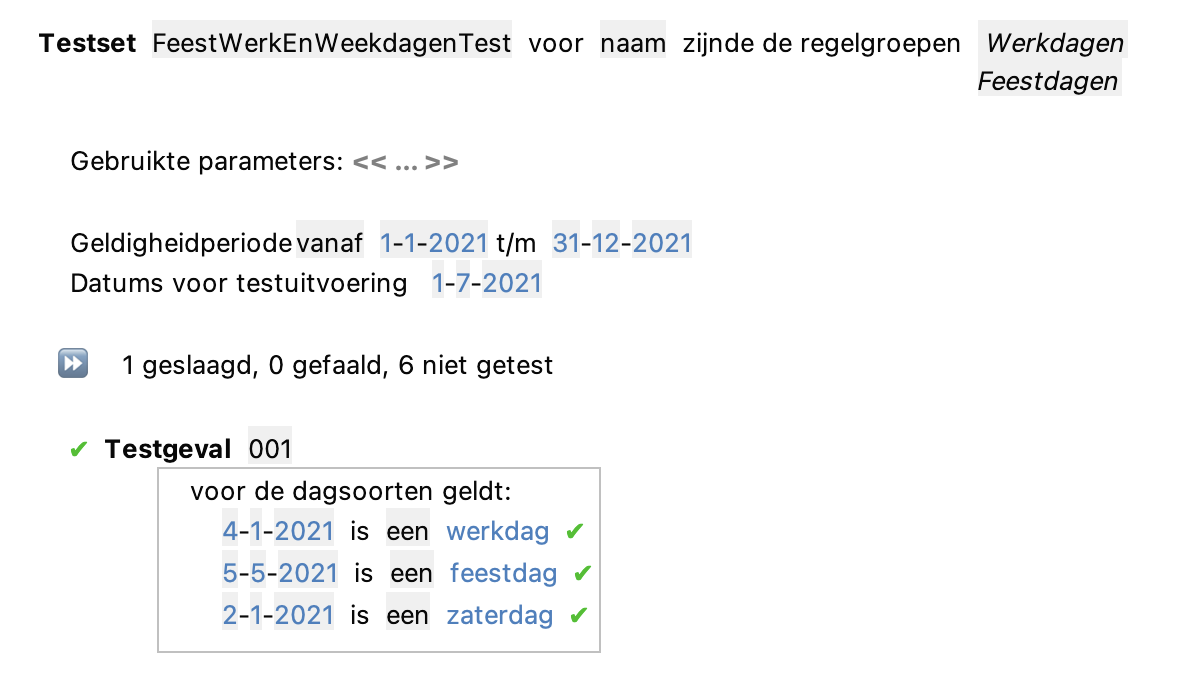 Testset FeestWerkEnWeekdagenTest voor naam zijnde de regelgroepen Werkdagen
Feestdagen
Gebruikte parameters: << ... >>
Geldigheidperiode vanaf 1-1-2021 t/m 31-12-2021
Datums voor testuitvoering 1-7-2021
1 geslaagd, 0 gefaald, 6 niet getest
✔ Testgeval 001
voor de dagsoorten geldt:
4-1-2021 is een werkdag ✔
5-5-2021 is een feestdag ✔
2-1-2021 is een zaterdag ✔